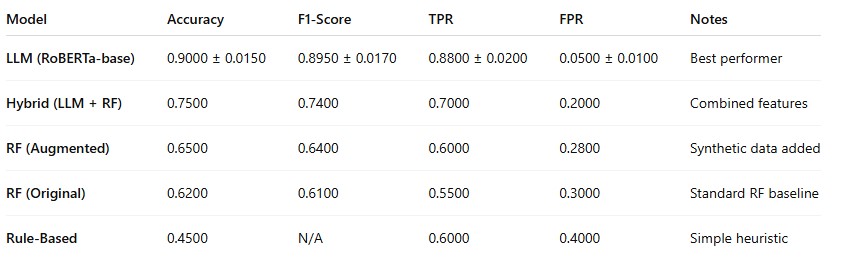 Model Accuracy F1-Score TPR FPR Notes
LLM (RoBERTa-base) 0.9000 ± 0.0150 0.8950 ± 0.0170 0.8800 ± 0.0200 0.0500 ± 0.0100 Best performer
Hybrid (LLM + RF) 0.7500 0.7400 0.7000 0.2000 Combined features
RF (Augmented) 0.6500 0.6400 0.6000 0.2800 Synthetic data added
RF (Original) 0.6200 0.6100 0.5500 0.3000 Standard RF baseline
Rule-Based 0.4500 N/A 0.6000 0.4000 Simple heuristic